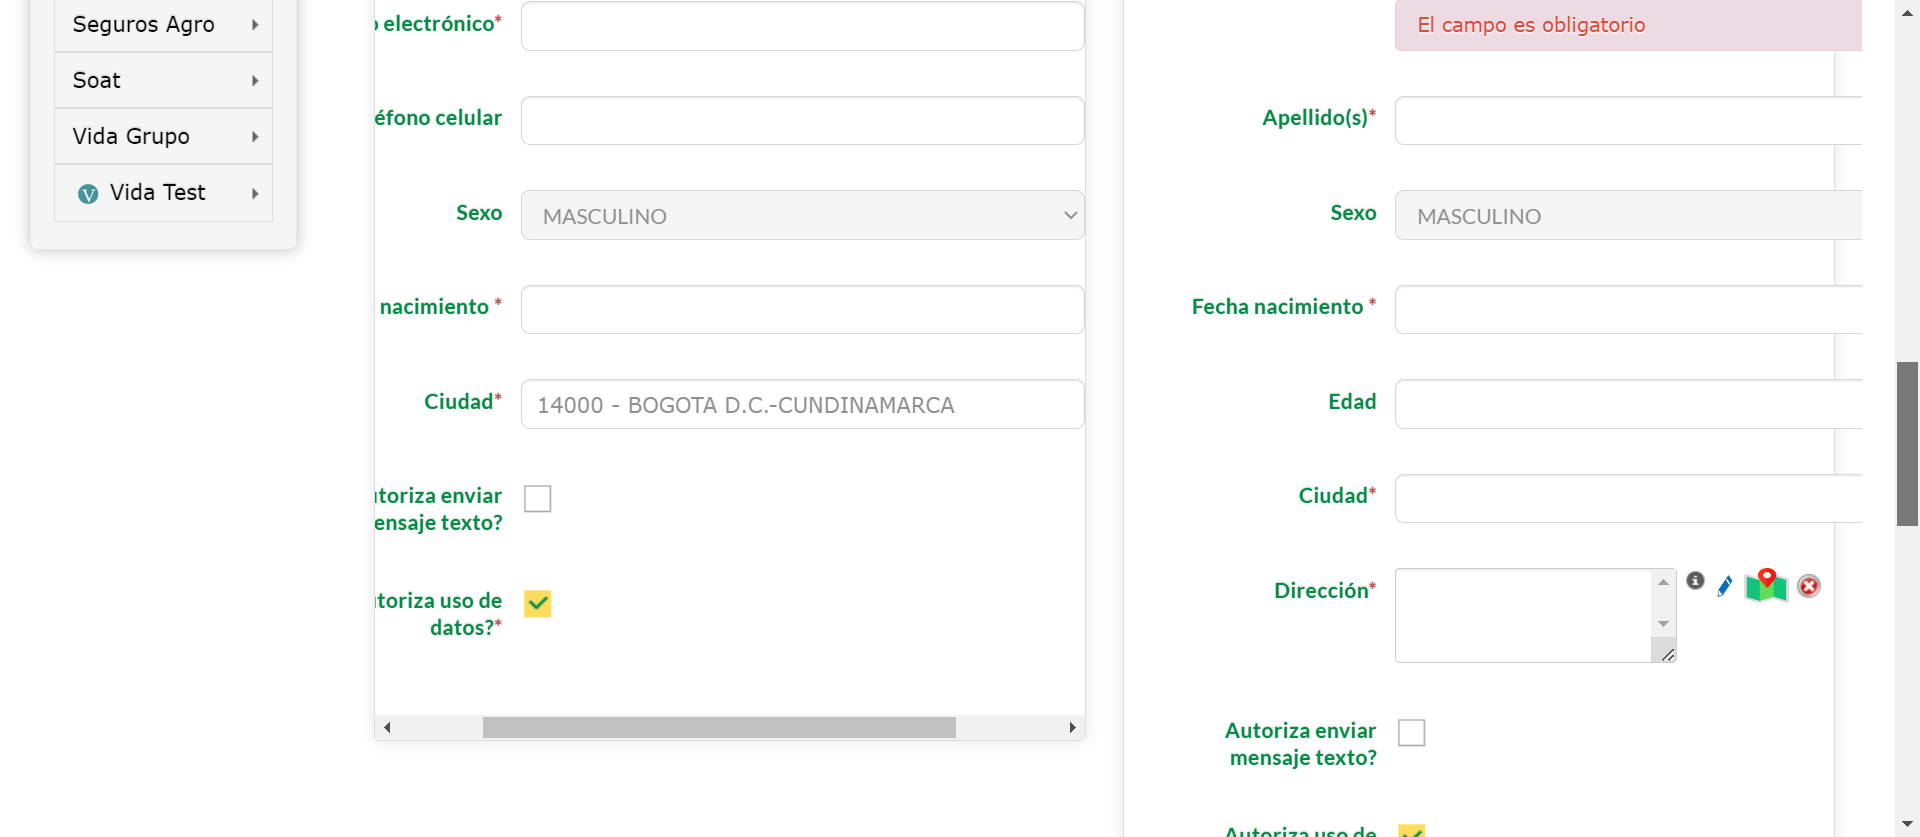 Seguros Agro
Soat
Vida Grupo
Vida Test
electrónico*
éfono celular
Sexo
MASCULINO
nacimiento *
Ciudad*
14000 - BOGOTA D.C.-CUNDINAMARCA
utoriza enviar
ensaje texto?
utoriza uso de
datos?*
El campo es obligatorio
Apellido(s)*
Sexo
MASCULINO
Fecha nacimiento *
Edad
Ciudad*
Dirección*
Autoriza enviar
mensaje texto?
Autoriza uso de